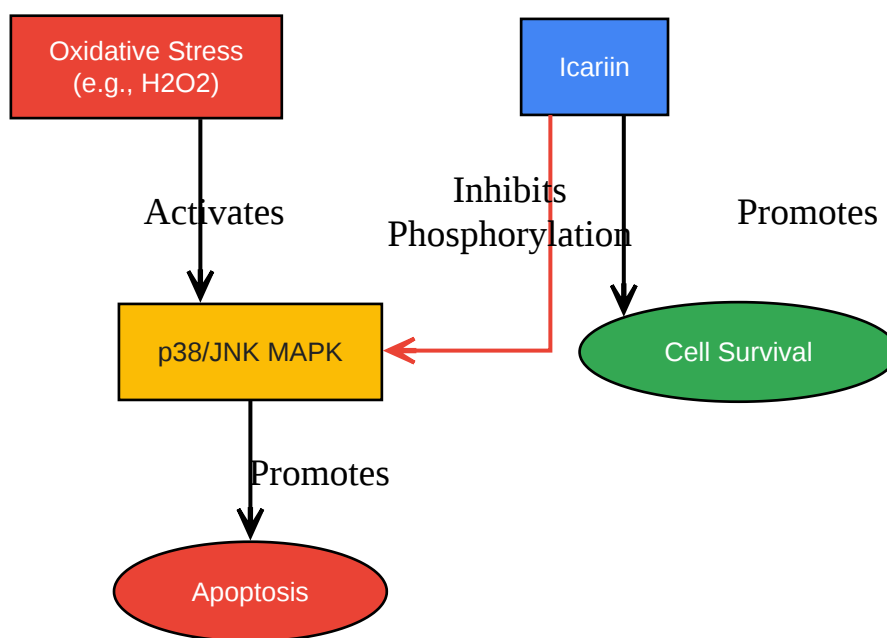 Oxidative Stress
(e.g., H2O2)
Icariin
Activates
Inhibits
Phosphorylation
Promotes
p38/JNK MAPK
Cell Survival
Promotes
Apoptosis